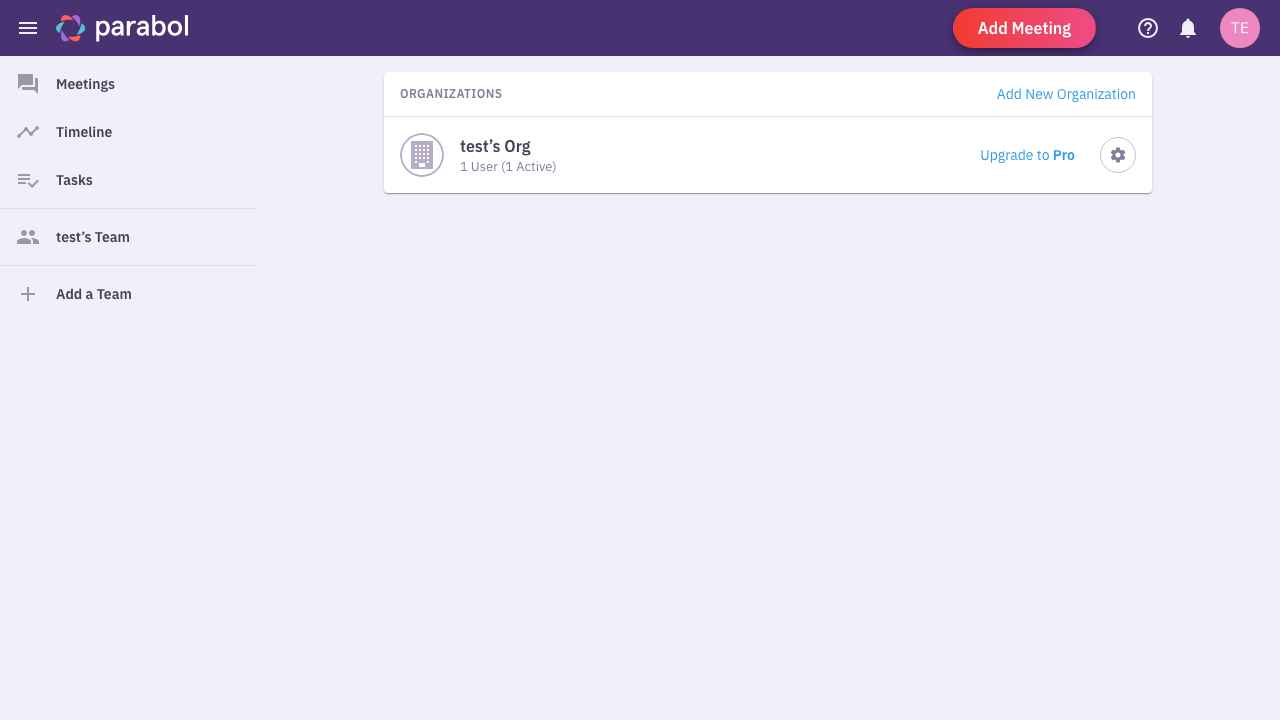 parabol
Add Meeting
TE
Meetings
Timeline
Tasks
test’s Team
Add a Team
ORGANIZATIONS
Add New Organization
test’s Org
1 User (1 Active)
Upgrade to Pro